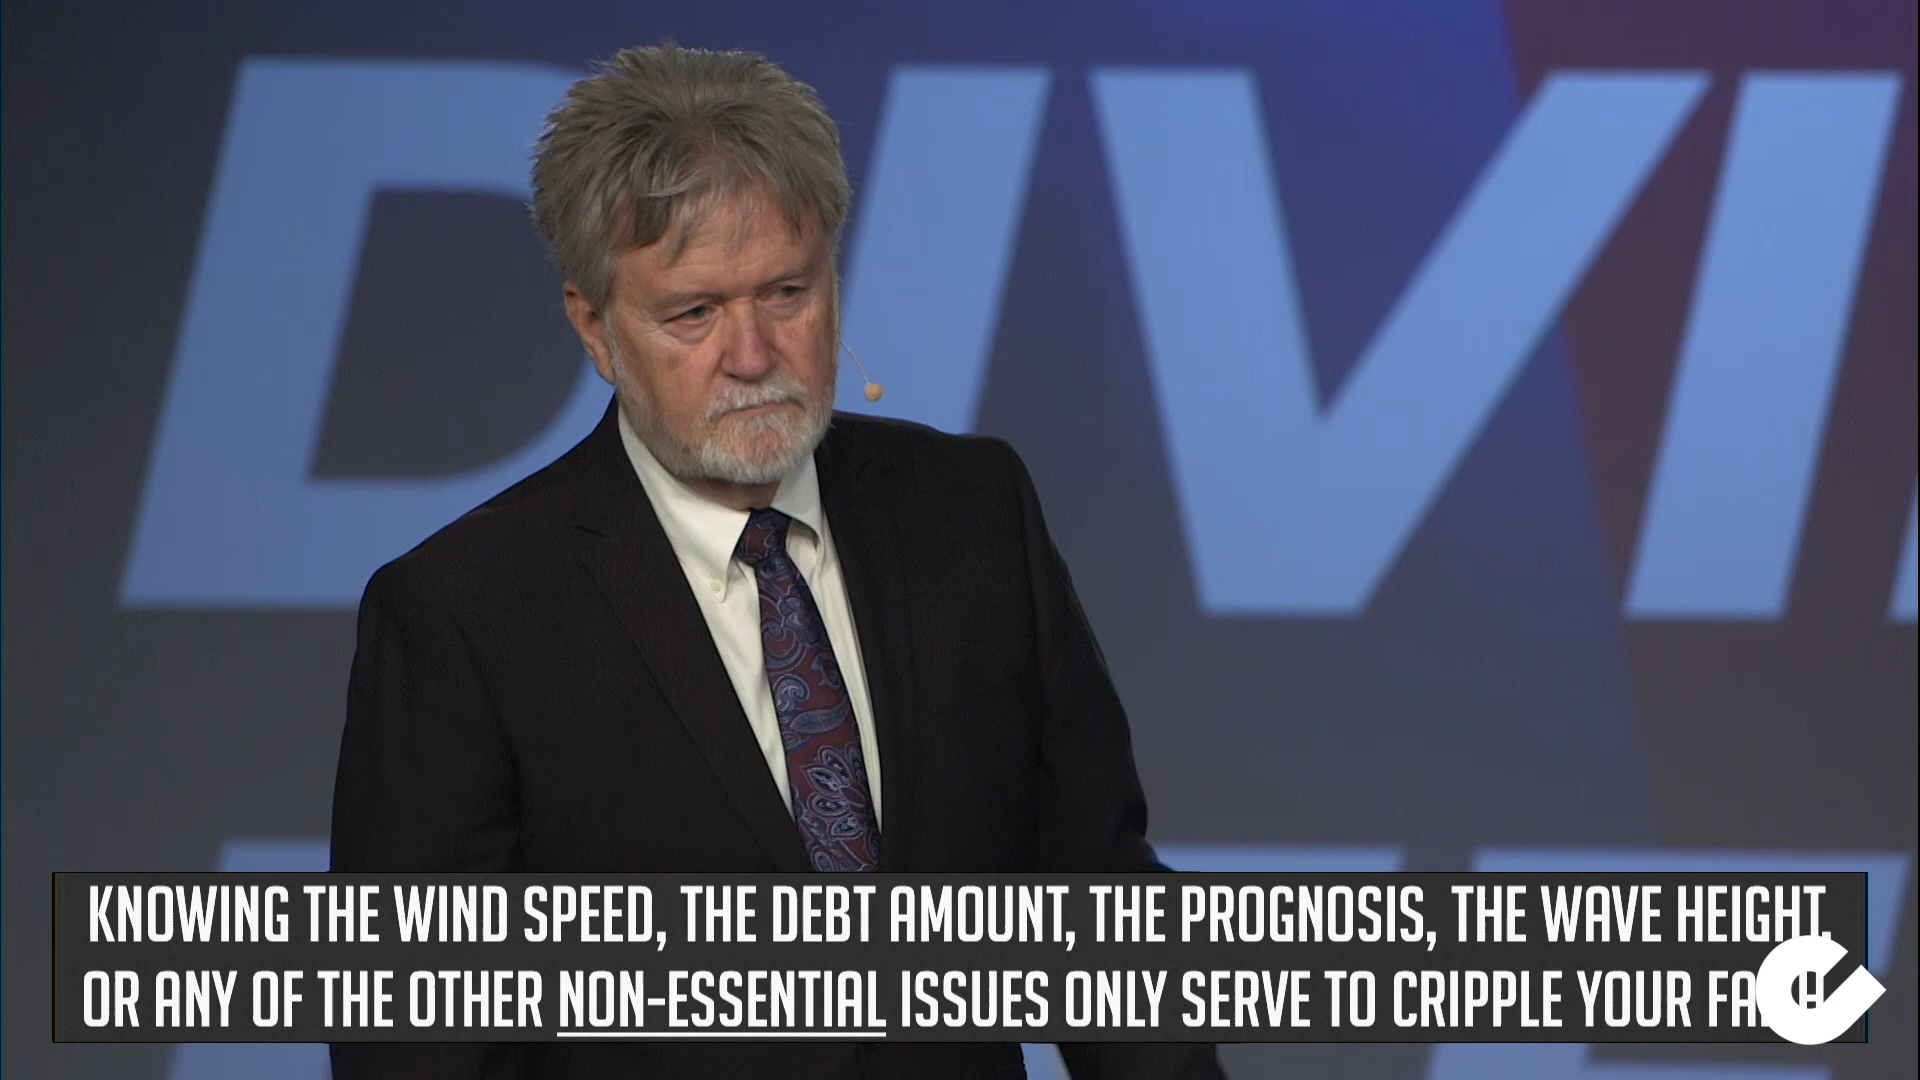 DIVI
KNOWING THE WIND SPEED, THE DEBT AMOUNT, THE PROGNOSIS, THE WAVE HEIGHT,
OR ANY OF THE OTHER NON-ESSENTIAL ISSUES ONLY SERVE TO CRIPPLE YOUR